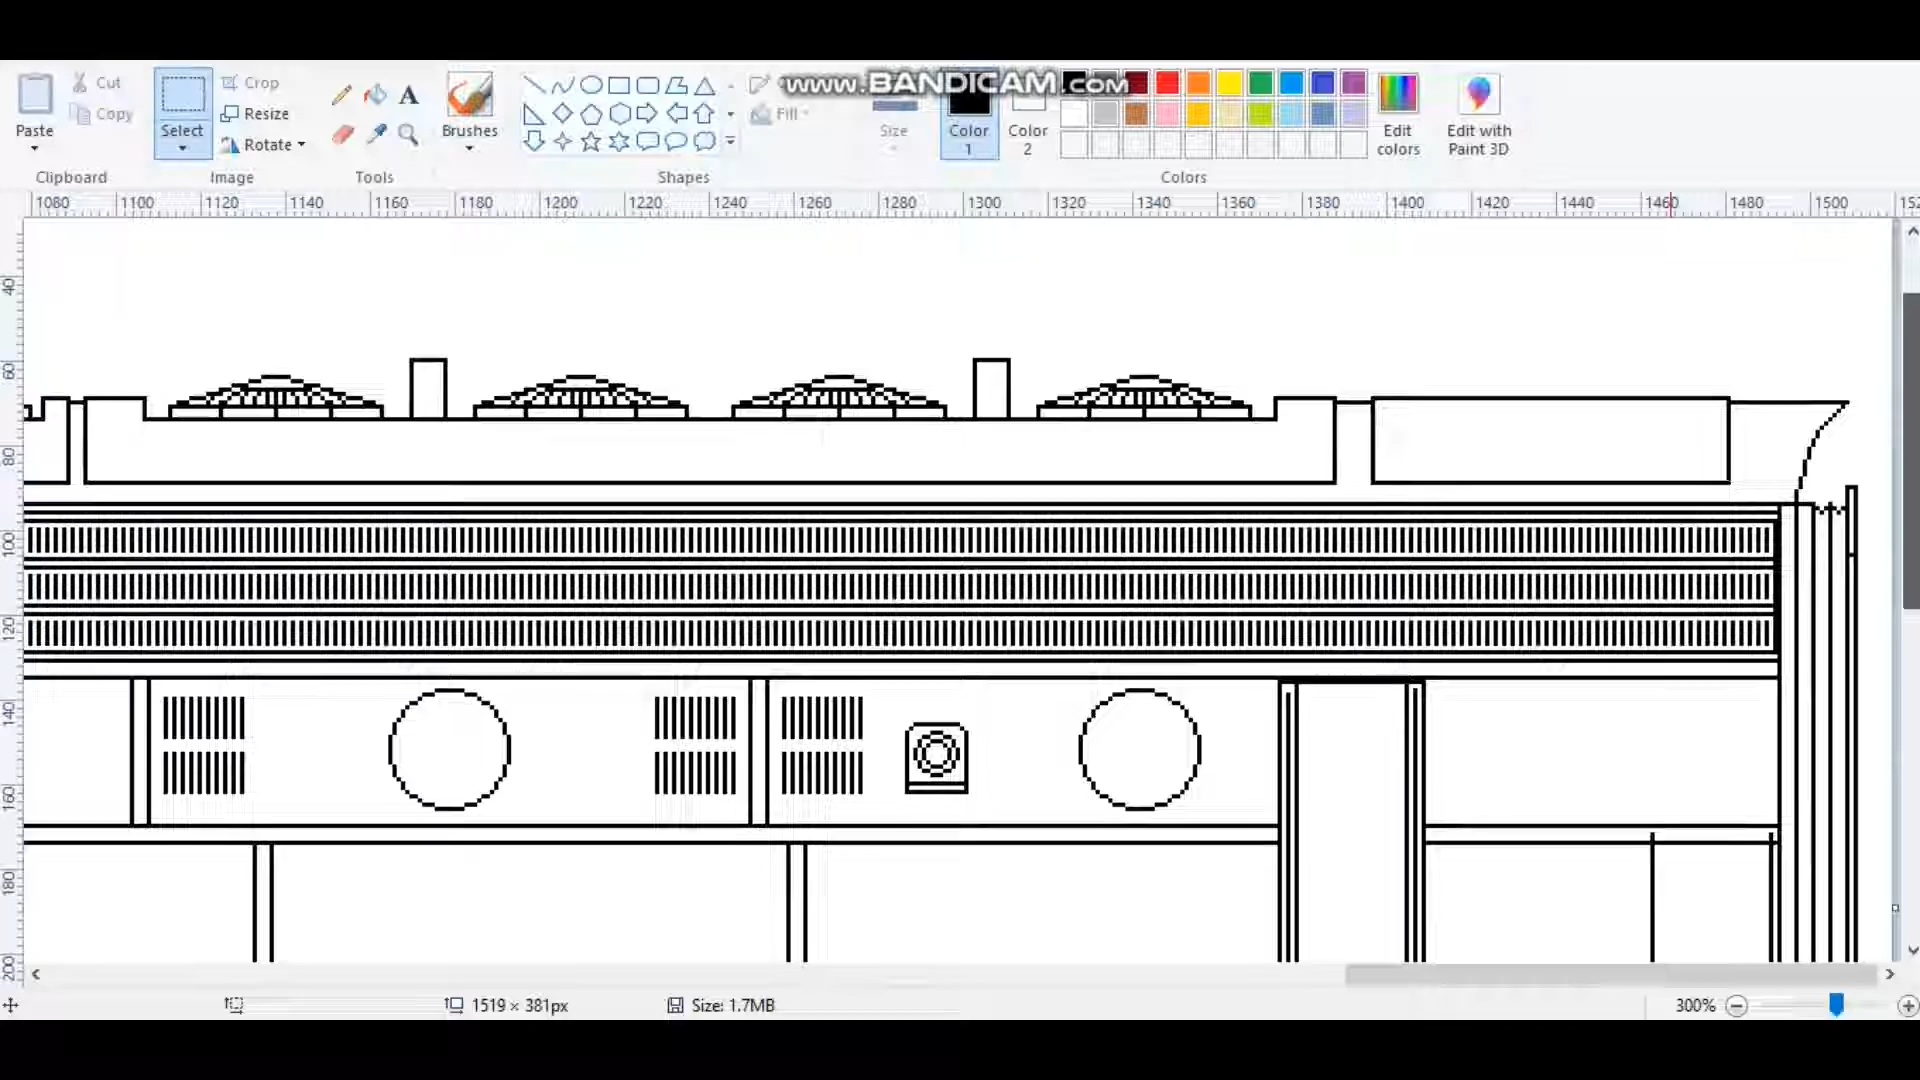 www.BANDICAM.com
Cut
Crop
Copy
Resize
Paste
Select
Rotate
Brushes
Fill
Size
Color
1
Color
2
Edit
colors
Edit with
Paint 3D
Clipboard
Image
Tools
Shapes
Colors
1080 1100 1120 1140 1160 1180 1200 1220 1240 1260 1280 1300 1320 1340 1360 1380 1400 1420 1440 1460 1480 1500
40
60
80
100
120
140
160
180
200
1519 × 381px
Size: 1.7MB
300%